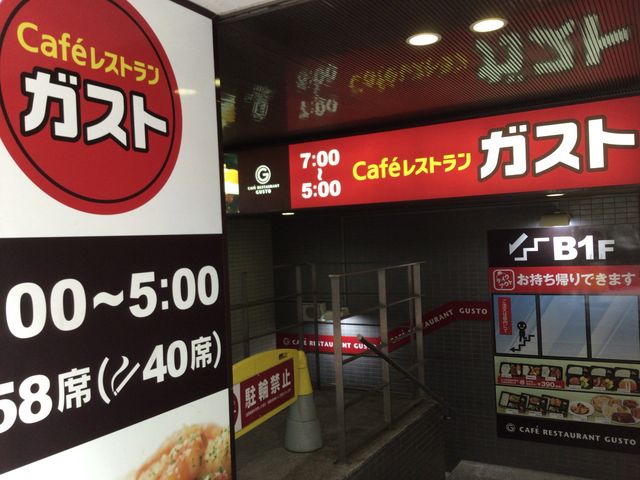 Caféレストラン
ガスト
00～5:00
58席(40席)
7:00
～
5:00
Caféレストラン ガスト
G
CAFÉ RESTAURANT
GUSTO
B1F
お持ち帰りできます
CAFÉ RESTAURANT GUSTO
駐輪禁止
¥390
CAFÉ RESTAURANT GUSTO